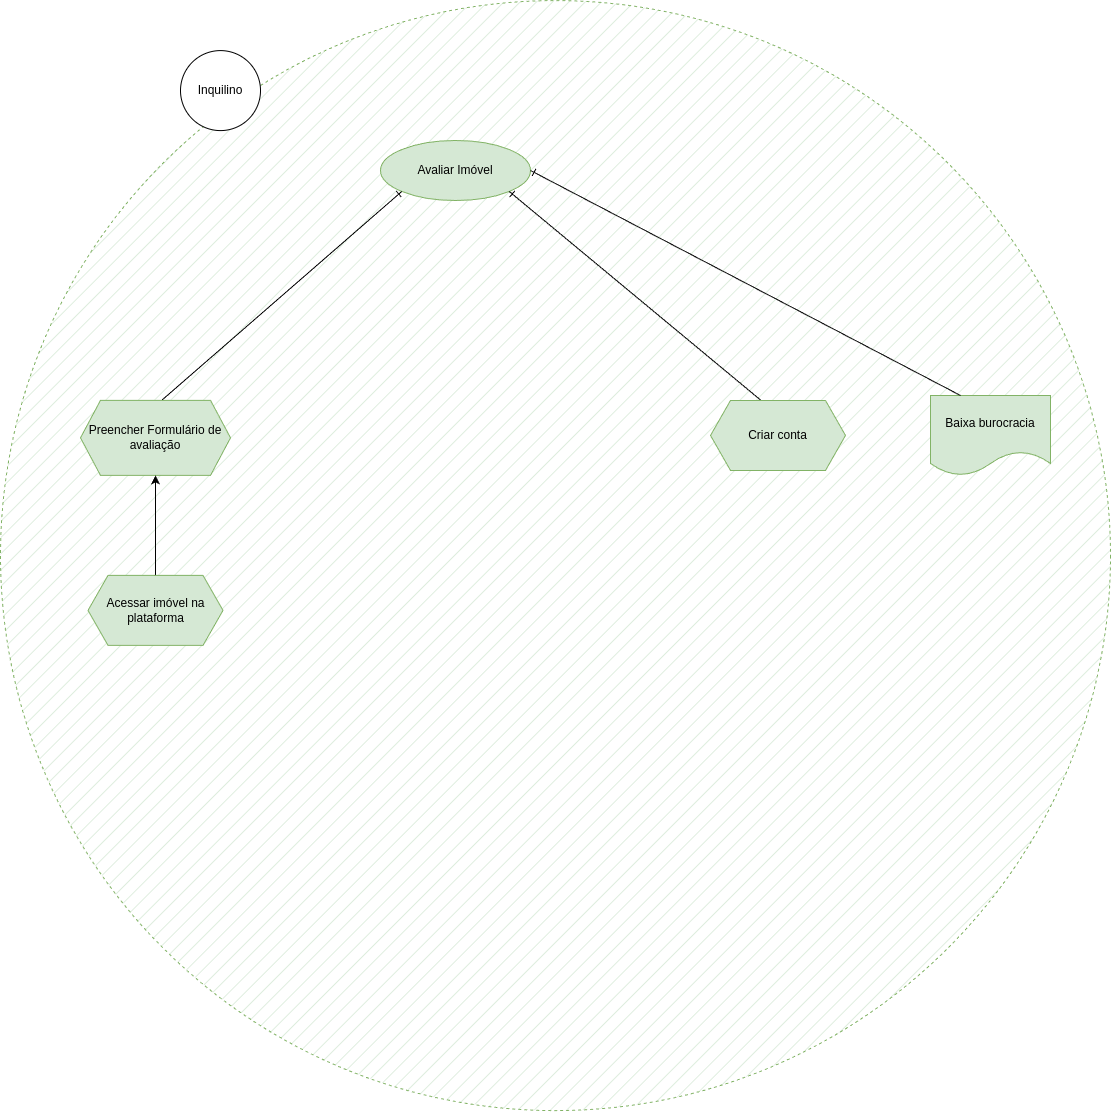 Inquilino
Avaliar Imóvel
Preencher Formulário de
avaliação
Criar conta
Baixa burocracia
Acessar imóvel na
plataforma